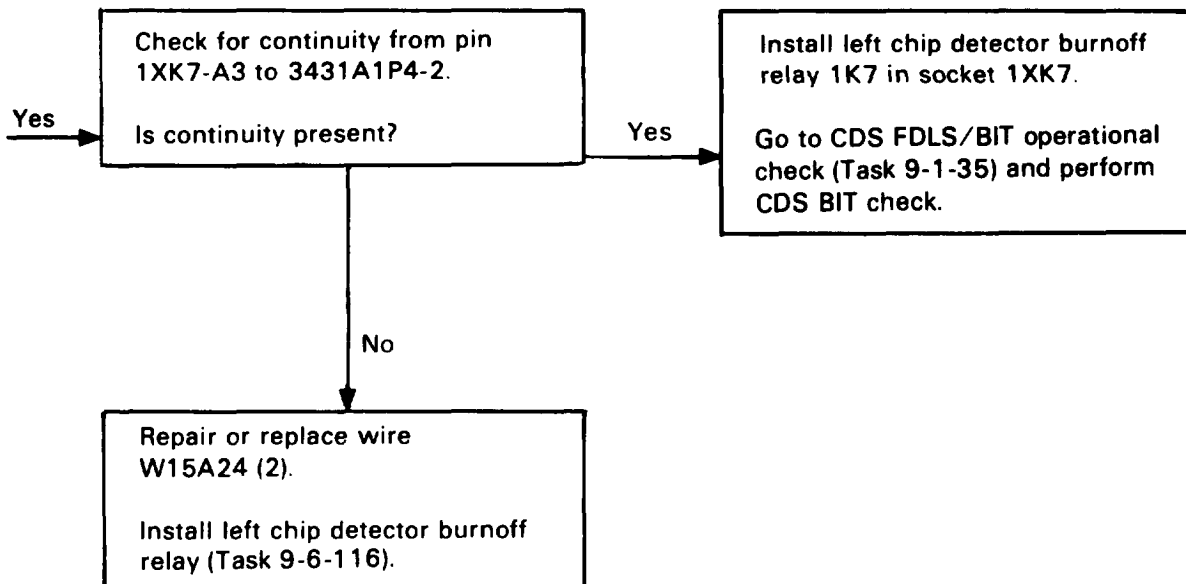 Check for continuity from pin
1XK7-A3 to 3431A1P4-2.
Is continuity present?
Yes
Yes
Install left chip detector burnoff
relay 1K7 in socket 1XK7.
Go to CDS FDLS/BIT operational
check (Task 9-1-35) and perform
CDS BIT check.
No
Repair or replace wire
W15A24 (2).
Install left chip detector burnoff
relay (Task 9-6-116).